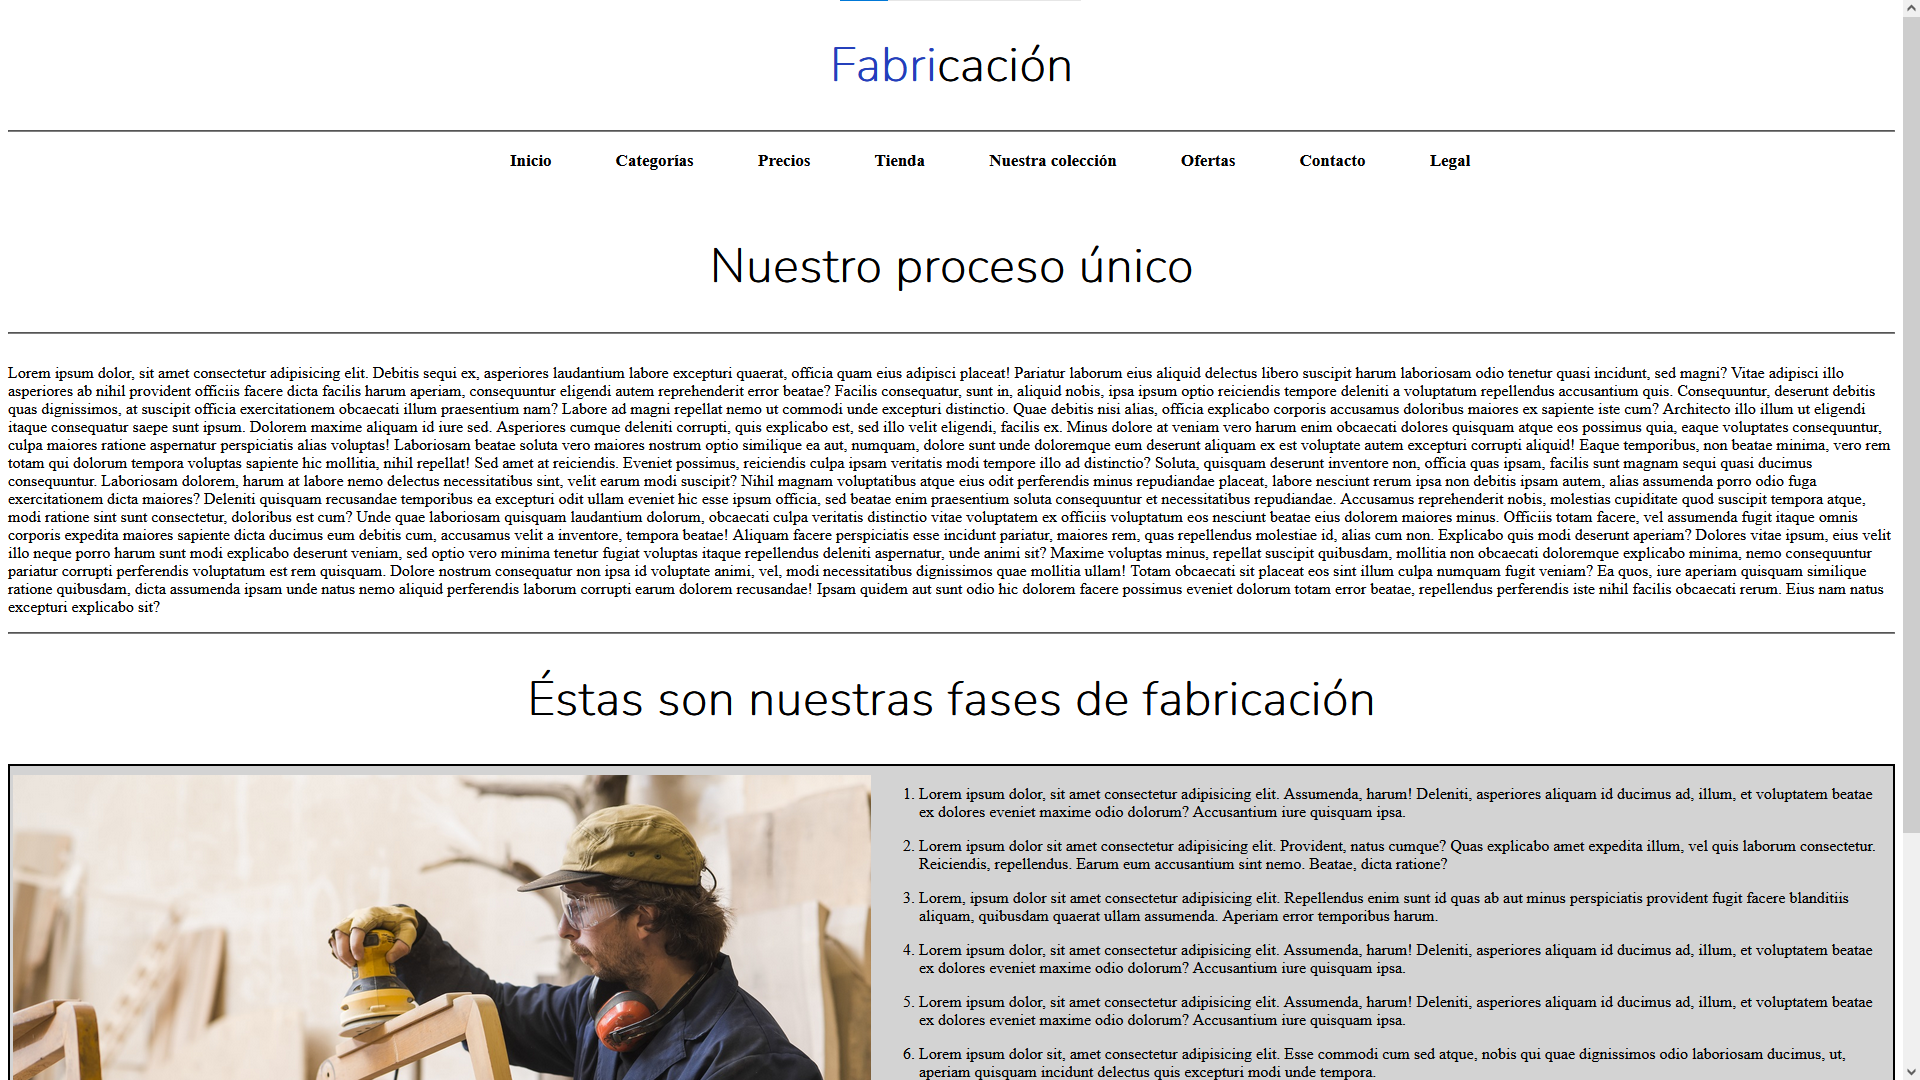 Fabricación
Inicio Categorías Precios Tienda Nuestra colección Ofertas Contacto Legal
Nuestro proceso único
Lorem ipsum dolor, sit amet consectetur adipisicing elit. Debitis sequi ex, asperiores laudantium labore excepturi quaerat, officia quam eius adipisci placeat! Pariatur laborum eius aliquid delectus libero suscipit harum laboriosam odio tenetur quasi incidunt, sed magni? Vitae adipisci illo
asperiores ab nihil provident officiis facere dicta facilis harum aperiam, consequuntur eligendi autem reprehenderit error beatae? Facilis consequatur, sunt in, aliquid nobis, ipsa ipsum optio reiciendis tempore deleniti a voluptatum repellendus accusantium quis. Consequuntur, deserunt debitis
quas dignissimos, at suscipit officia exercitationem obcaecati illum praesentium nam? Labore ad magni repellat nemo ut commodi unde excepturi distinctio. Quae debitis nisi alias, officia explicabo corporis accusamus doloribus maiores ex sapiente iste cum? Architecto illo illum ut eligendi
itaque consequatur saepe sunt ipsum. Dolorem maxime aliquam id iure sed. Asperiores cumque deleniti corrupti, quis explicabo est, sed illo velit eligendi, facilis ex. Minus dolore at veniam vero harum enim obcaecati dolores quisquam atque eos possimus quia, eaque voluptates consequuntur,
culpa maiores ratione aspernatur perspiciatis alias voluptas! Laboriosam beatae soluta vero maiores nostrum optio similique ea aut, numquam, dolore sunt unde doloremque eum deserunt aliquam ex est voluptate autem excepturi corrupti aliquid! Eaque temporibus, non beatae minima, vero rem
totam qui dolorum tempora voluptas sapiente hic mollitia, nihil repellat! Sed amet at reiciendis. Eveniet possimus, reiciendis culpa ipsam veritatis modi tempore illo ad distinctio? Soluta, quisquam deserunt inventore non, officia quas ipsam, facilis sunt magnam sequi quasi ducimus
consequuntur. Laboriosam dolorem, harum at labore nemo delectus necessitatibus sint, velit earum modi suscipit? Nihil magnam voluptatibus atque eius odit perferendis minus repudiandae placeat, labore nesciunt rerum ipsa non debitis ipsam autem, alias assumenda porro odio fuga
exercitationem dicta maiores? Deleniti quisquam recusandae temporibus ea excepturi odit ullam eveniet hic esse ipsum officia, sed beatae enim praesentium soluta consequuntur et necessitatibus repudiandae. Accusamus reprehenderit nobis, molestias cupiditate quod suscipit tempora atque,
modi ratione sint sunt consectetur, doloribus est cum? Unde quae laboriosam quisquam laudantium dolorum, obcaecati culpa veritatis distinctio vitae voluptatem ex officiis voluptatum eos nesciunt beatae eius dolorem maiores minus. Officiis totam facere, vel assumenda fugit itaque omnis
corporis expedita maiores sapiente dicta ducimus eum debitis cum, accusamus velit a inventore, tempora beatae! Aliquam facere perspiciatis esse incidunt pariatur, maiores rem, quas repellendus molestiae id, alias cum non. Explicabo quis modi deserunt aperiam? Dolores vitae ipsum, eius velit
illo neque porro harum sunt modi explicabo deserunt veniam, sed optio vero minima tenetur fugiat voluptas itaque repellendus deleniti aspernatur, unde animi sit? Maxime voluptas minus, repellat suscipit quibusdam, mollitia non obcaecati doloremque explicabo minima, nemo consequuntur
pariatur corrupti perferendis voluptatum est rem quisquam. Dolore nostrum consequatur non ipsa id voluptate animi, vel, modi necessitatibus dignissimos quae mollitia ullam! Totam obcaecati sit placeat eos sint illum culpa numquam fugit veniam? Ea quos, iure aperiam quisquam similique
ratione quibusdam, dicta assumenda ipsam unde natus nemo aliquid perferendis laborum corrupti earum dolorem recusandae! Ipsam quidem aut sunt odio hic dolorem facere possimus eveniet dolorum totam error beatae, repellendus perferendis iste nihil facilis obcaecati rerum. Eius nam natus
excepturi explicabo sit?
Éstas son nuestras fases de fabricación
1. Lorem ipsum dolor, sit amet consectetur adipisicing elit. Assumenda, harum! Deleniti, asperiores aliquam id ducimus ad, illum, et voluptatem beatae
ex dolores eveniet maxime odio dolorum? Accusantium iure quisquam ipsa.
2. Lorem ipsum dolor sit amet consectetur adipisicing elit. Provident, natus cumque? Quas explicabo amet expedita illum, vel quis laborum consectetur.
Reiciendis, repellendus. Earum eum accusantium sint nemo. Beatae, dicta ratione?
3. Lorem, ipsum dolor sit amet consectetur adipisicing elit. Repellendus enim sunt id quas ab aut minus perspiciatis provident fugit facere blanditiis
aliquam, quibusdam quaerat ullam assumenda. Aperiam error temporibus harum.
4. Lorem ipsum dolor, sit amet consectetur adipisicing elit. Assumenda, harum! Deleniti, asperiores aliquam id ducimus ad, illum, et voluptatem beatae
ex dolores eveniet maxime odio dolorum? Accusantium iure quisquam ipsa.
5. Lorem ipsum dolor, sit amet consectetur adipisicing elit. Assumenda, harum! Deleniti, asperiores aliquam id ducimus ad, illum, et voluptatem beatae
ex dolores eveniet maxime odio dolorum? Accusantium iure quisquam ipsa.
6. Lorem ipsum dolor sit, amet consectetur adipisicing elit. Esse commodi cum sed atque, nobis qui quae dignissimos odio laboriosam ducimus, ut,
aperiam quisquam incidunt delectus quis excepturi modi unde tempora.